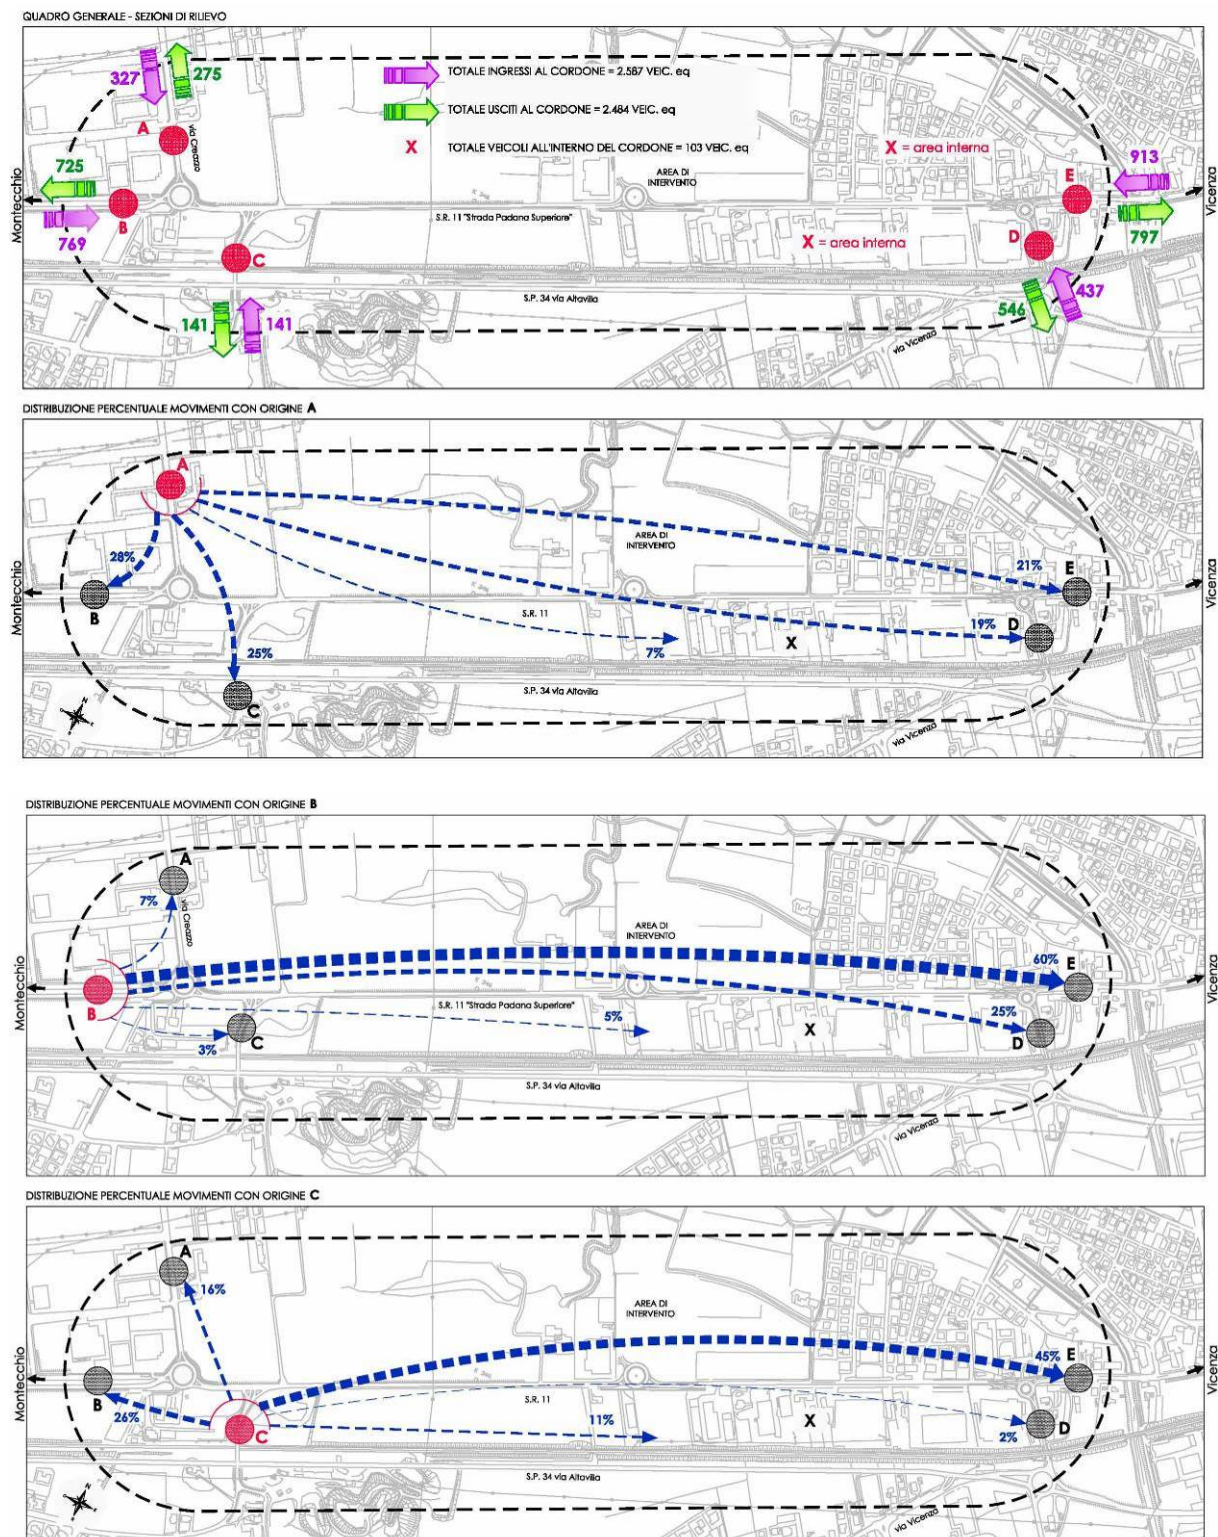 QUADRO GENERALE - SEZIONI DI RILIEVO
327
275
TOTALE INGRESSI AL CORDONE = 2.587 VEIC. eq
TOTALE USCITI AL CORDONE = 2.484 VEIC. eq
X TOTALE VEICOLI ALL'INTERNO DEL CORDONE = 103 VEIC. eq
X = area interna
A
via Creazzo
725
913
AREA DI
INTERVENTO
E
Montecchio
Vicenza
B
S.R. 11 "Strada Padana Superiore"
769
797
X = area interna
D
C
S.P. 34 via Altavilla
141
141
546
437
via Vicenza
DISTRIBUZIONE PERCENTUALE MOVIMENTI CON ORIGINE A
A
AREA DI
INTERVENTO
28%
21%
E
Montecchio
Vicenza
B
S.R. 11
19%
D
X
25%
7%
C
S.P. 34 via Altavilla
via Vicenza
DISTRIBUZIONE PERCENTUALE MOVIMENTI CON ORIGINE B
A
7%
via Creazzo
AREA DI
INTERVENTO
60%
E
Montecchio
Vicenza
B
S.R. 11 "Strada Padana Superiore"
5%
25%
X
D
3%
C
S.P. 34 via Altavilla
via Vicenza
DISTRIBUZIONE PERCENTUALE MOVIMENTI CON ORIGINE C
A
16%
AREA DI
INTERVENTO
45%
E
Montecchio
Vicenza
B
S.R. 11
26%
11%
X
D
C
2%
S.P. 34 via Altavilla
via Vicenza